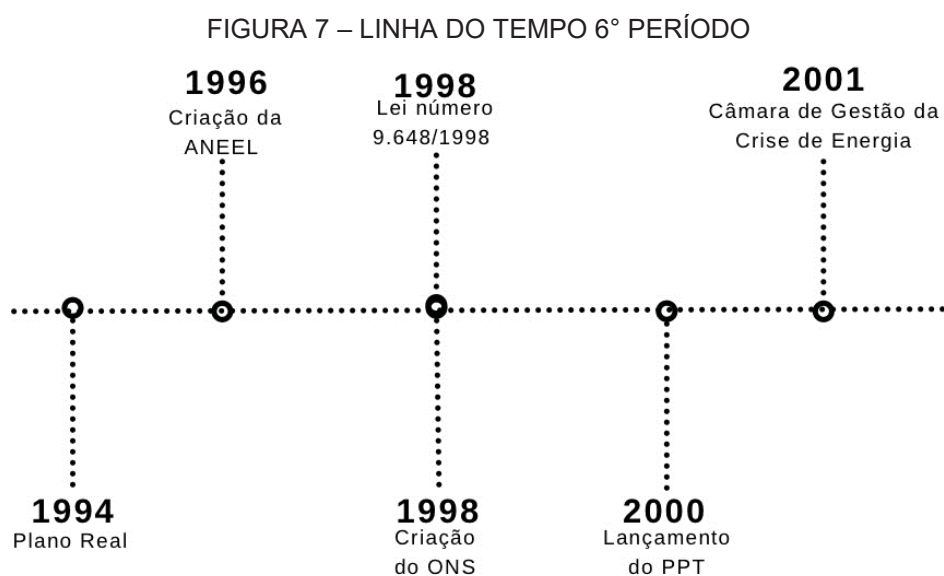 FIGURA 7 – LINHA DO TEMPO 6° PERÍODO
1996
Criação da
ANEEL
1998
Lei número
9.648/1998
2001
Câmara de Gestão da
Crise de Energia
1994
Plano Real
1998
Criação
do ONS
2000
Lançamento
do PPT